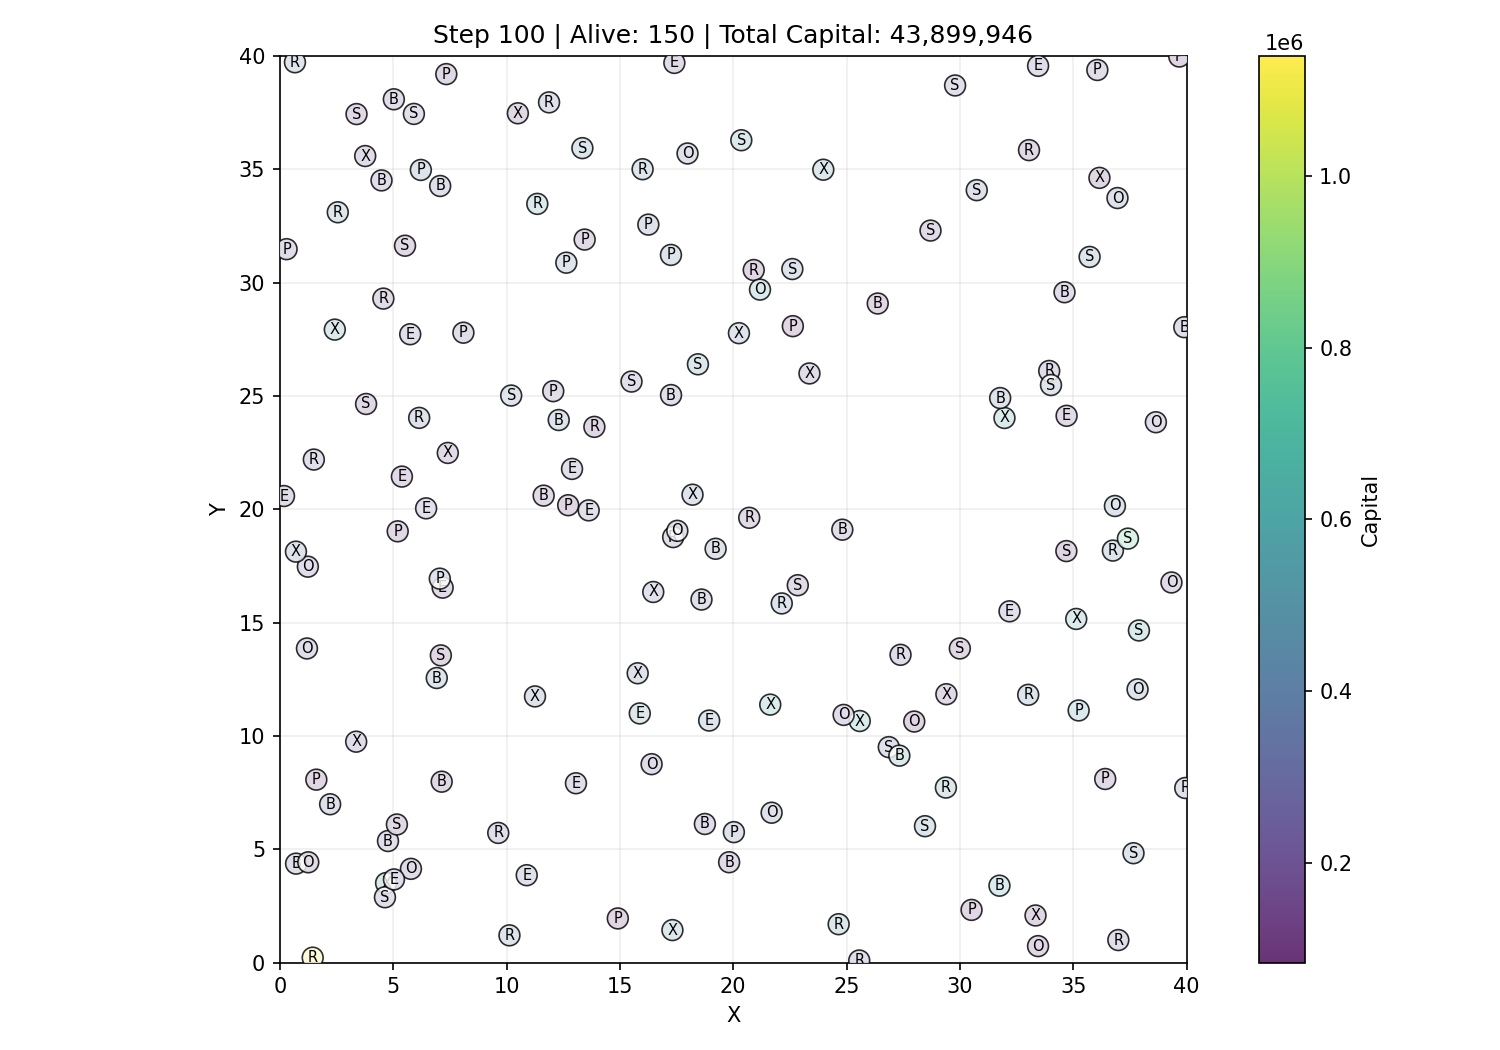 Step 100 | Alive: 150 | Total Capital: 43,899,946
1e6
40
35
30
25
20
15
10
5
0
Y
R E E P
P S
B S S X R
S S R
X R O X
B P B X
R R S O
P S P P P S S
R S
R O B
X E P X P B B
S X
S S P S B R S
S R B R B X E O
R X E
E E B P E X O
P E R
X O P O B B S R S
P X B S R O
E X S
O S R S
B X X R O
X E E X O X O X P
X O S B
P B E P R R
B O S
S B R B P B S
E O O E E S B
S B
P X R P X
R R R O R
0 5 10 15 20 25 30 35 40
X
1.0
0.8
0.6
0.4
0.2
Capital